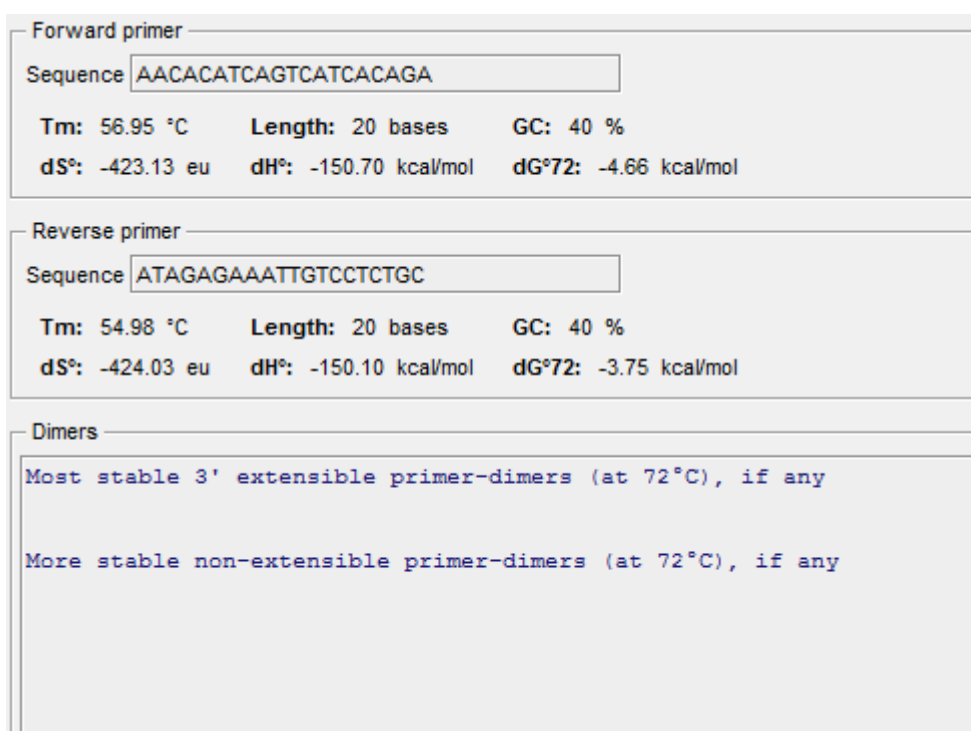 Forward primer
Sequence AACACATCAGTCATCACAGA
Tm: 56.95 °C Length: 20 bases GC: 40 %
dS°: -423.13 eu dH°: -150.70 kcal/mol dG°72: -4.66 kcal/mol
Reverse primer
Sequence ATAGAGAAATTGTCCTCTGC
Tm: 54.98 °C Length: 20 bases GC: 40 %
dS°: -424.03 eu dH°: -150.10 kcal/mol dG°72: -3.75 kcal/mol
Dimers
Most stable 3' extensible primer-dimers (at 72°C), if any
More stable non-extensible primer-dimers (at 72°C), if any